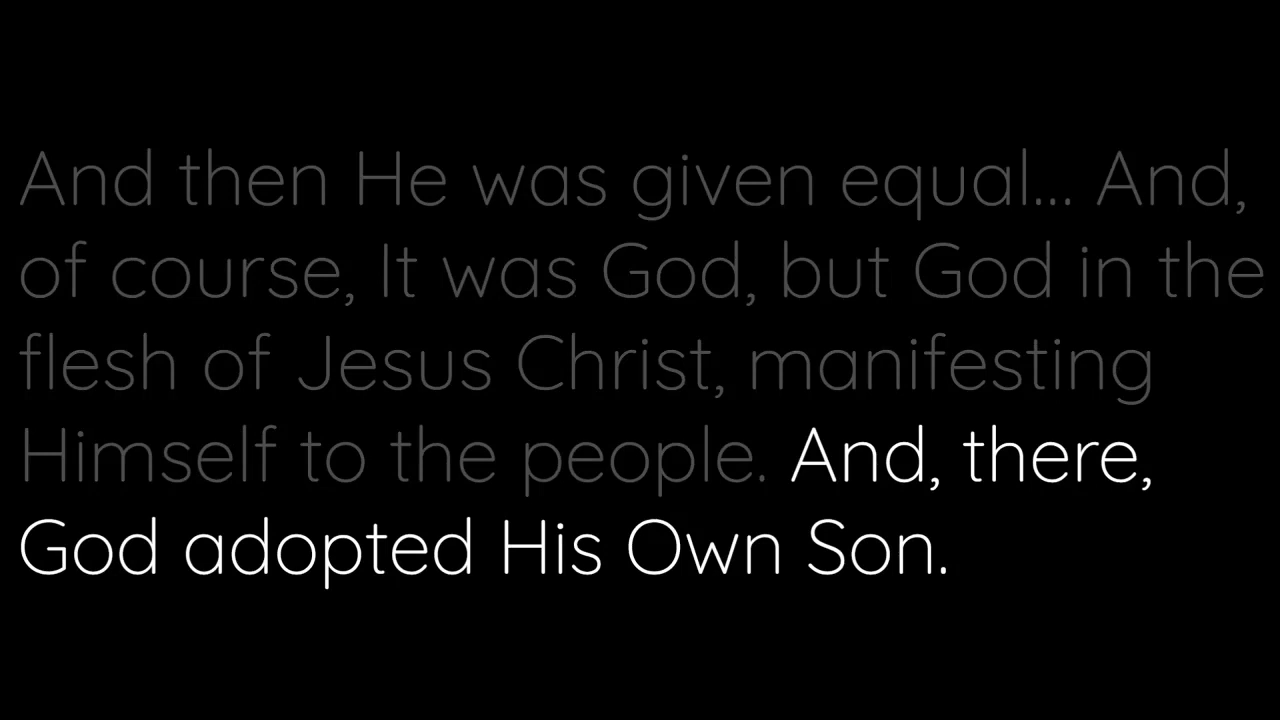 And then He was given equal... And,
of course, It was God, but God in the
flesh of Jesus Christ, manifesting
Himself to the people. And, there,
God adopted His Own Son.